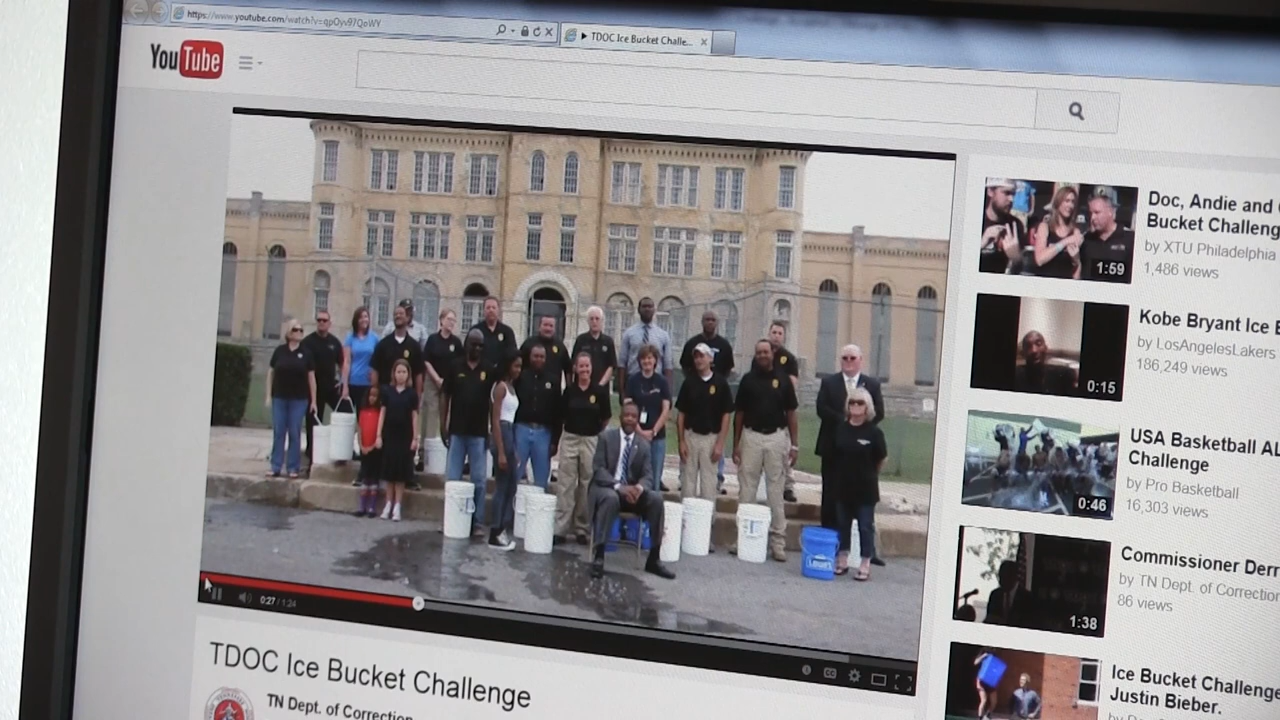 https://www.youtube.com/watch?v=qpOyv97QoWY
TDOC Ice Bucket Challe...
YouTube
LOWE'S
0:27 / 1:24
TDOC Ice Bucket Challenge
TN Dept. of Correction
1:59
Doc, Andie and
Bucket Challeng
by XTU Philadelphia
1,486 views
0:15
Kobe Bryant Ice
by LosAngelesLakers
186,249 views
0:46
USA Basketball AL
Challenge
by Pro Basketball
16,303 views
1:38
Commissioner Derr
by TN Dept. of Correction
86 views
Ice Bucket Challenge
Justin Bieber.
by